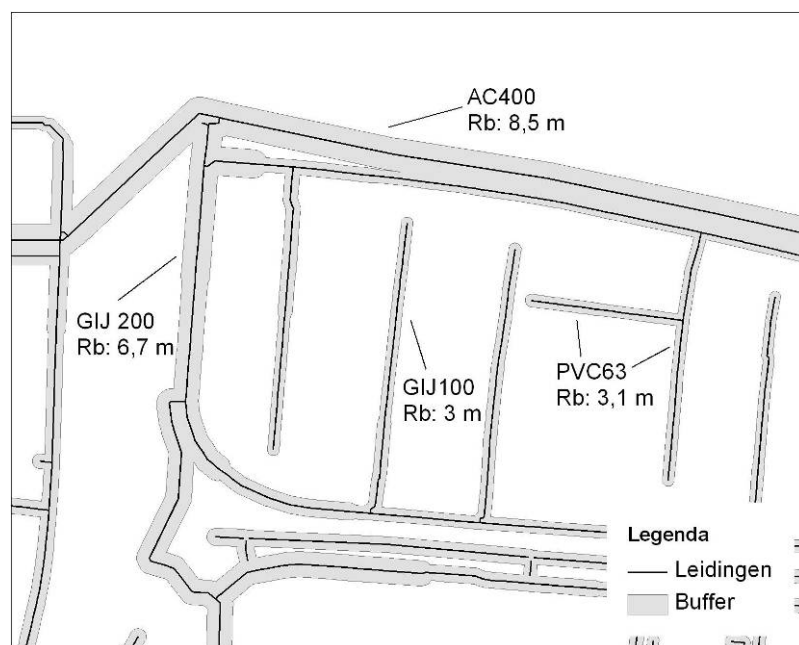 AC400
Rb: 8,5 m
GIJ 200
Rb: 6,7 m
GIJ100
Rb: 3 m
PVC63
Rb: 3,1 m
Legenda
Leidingen
Buffer